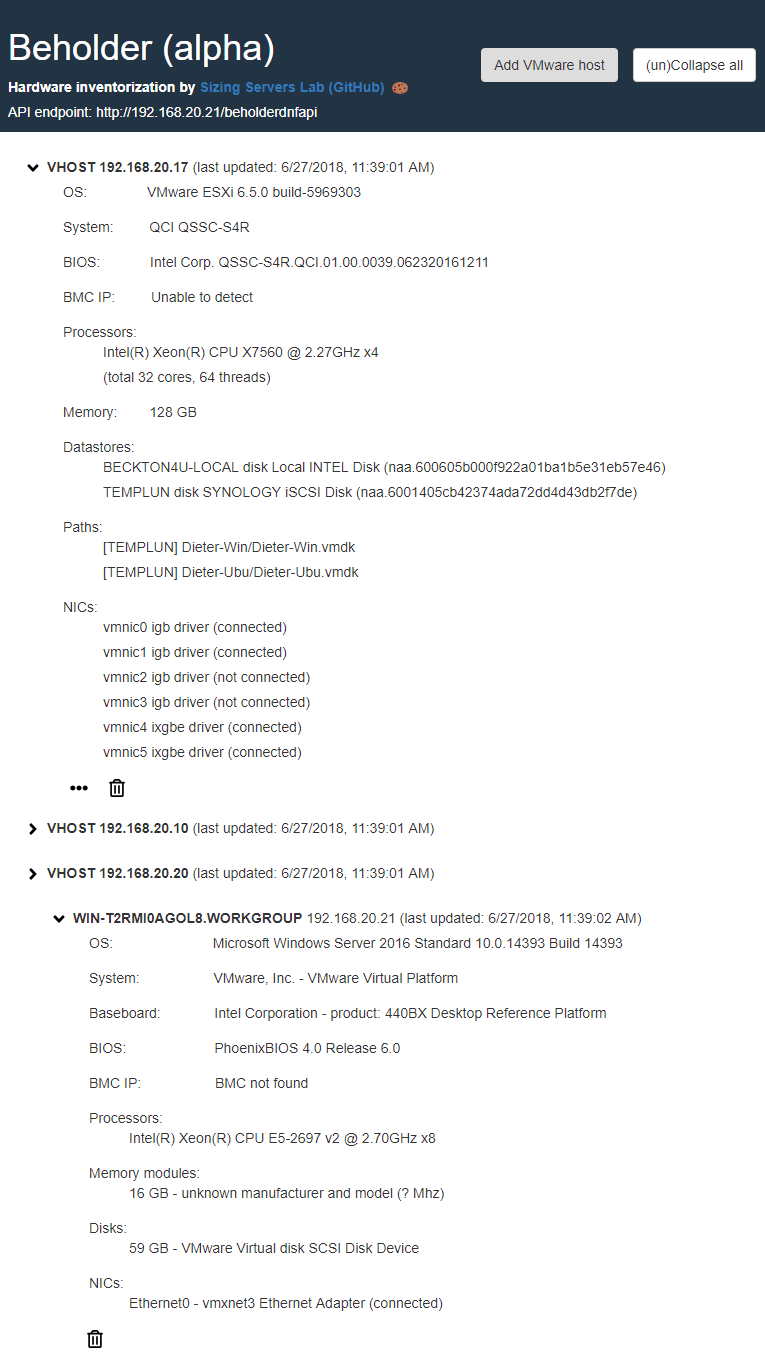 Beholder (alpha)
Add VMware host
(un)Collapse all
Hardware inventorization by Sizing Servers Lab (GitHub)
API endpoint: http://192.168.20.21/beholderdnfapi
VHOST 192.168.20.17 (last updated: 6/27/2018, 11:39:01 AM)
OS: VMware ESXi 6.5.0 build-5969303
System: QCI QSSC-S4R
BIOS: Intel Corp. QSSC-S4R.QCI.01.00.0039.062320161211
BMC IP: Unable to detect
Processors:
Intel(R) Xeon(R) CPU X7560 @ 2.27GHz x4
(total 32 cores, 64 threads)
Memory: 128 GB
Datastores:
BECKTON4U-LOCAL disk Local INTEL Disk (naa.600605b000f922a01ba1b5e31eb57e46)
TEMPLUN disk SYNOLOGY iSCSI Disk (naa.6001405cb42374ada72dd4d43db2f7de)
Paths:
[TEMPLUN] Dieter-Win/Dieter-Win.vmdk
[TEMPLUN] Dieter-Ubu/Dieter-Ubu.vmdk
NICs:
vmnic0 igb driver (connected)
vmnic1 igb driver (connected)
vmnic2 igb driver (not connected)
vmnic3 igb driver (not connected)
vmnic4 ixgbe driver (connected)
vmnic5 ixgbe driver (connected)
VHOST 192.168.20.10 (last updated: 6/27/2018, 11:39:01 AM)
VHOST 192.168.20.20 (last updated: 6/27/2018, 11:39:01 AM)
WIN-T2RMI0AGOL8.WORKGROUP 192.168.20.21 (last updated: 6/27/2018, 11:39:02 AM)
OS: Microsoft Windows Server 2016 Standard 10.0.14393 Build 14393
System: VMware, Inc. - VMware Virtual Platform
Baseboard: Intel Corporation - product: 440BX Desktop Reference Platform
BIOS: PhoenixBIOS 4.0 Release 6.0
BMC IP: BMC not found
Processors:
Intel(R) Xeon(R) CPU E5-2697 v2 @ 2.70GHz x8
Memory modules:
16 GB - unknown manufacturer and model (? Mhz)
Disks:
59 GB - VMware Virtual disk SCSI Disk Device
NICs:
Ethernet0 - vmxnet3 Ethernet Adapter (connected)